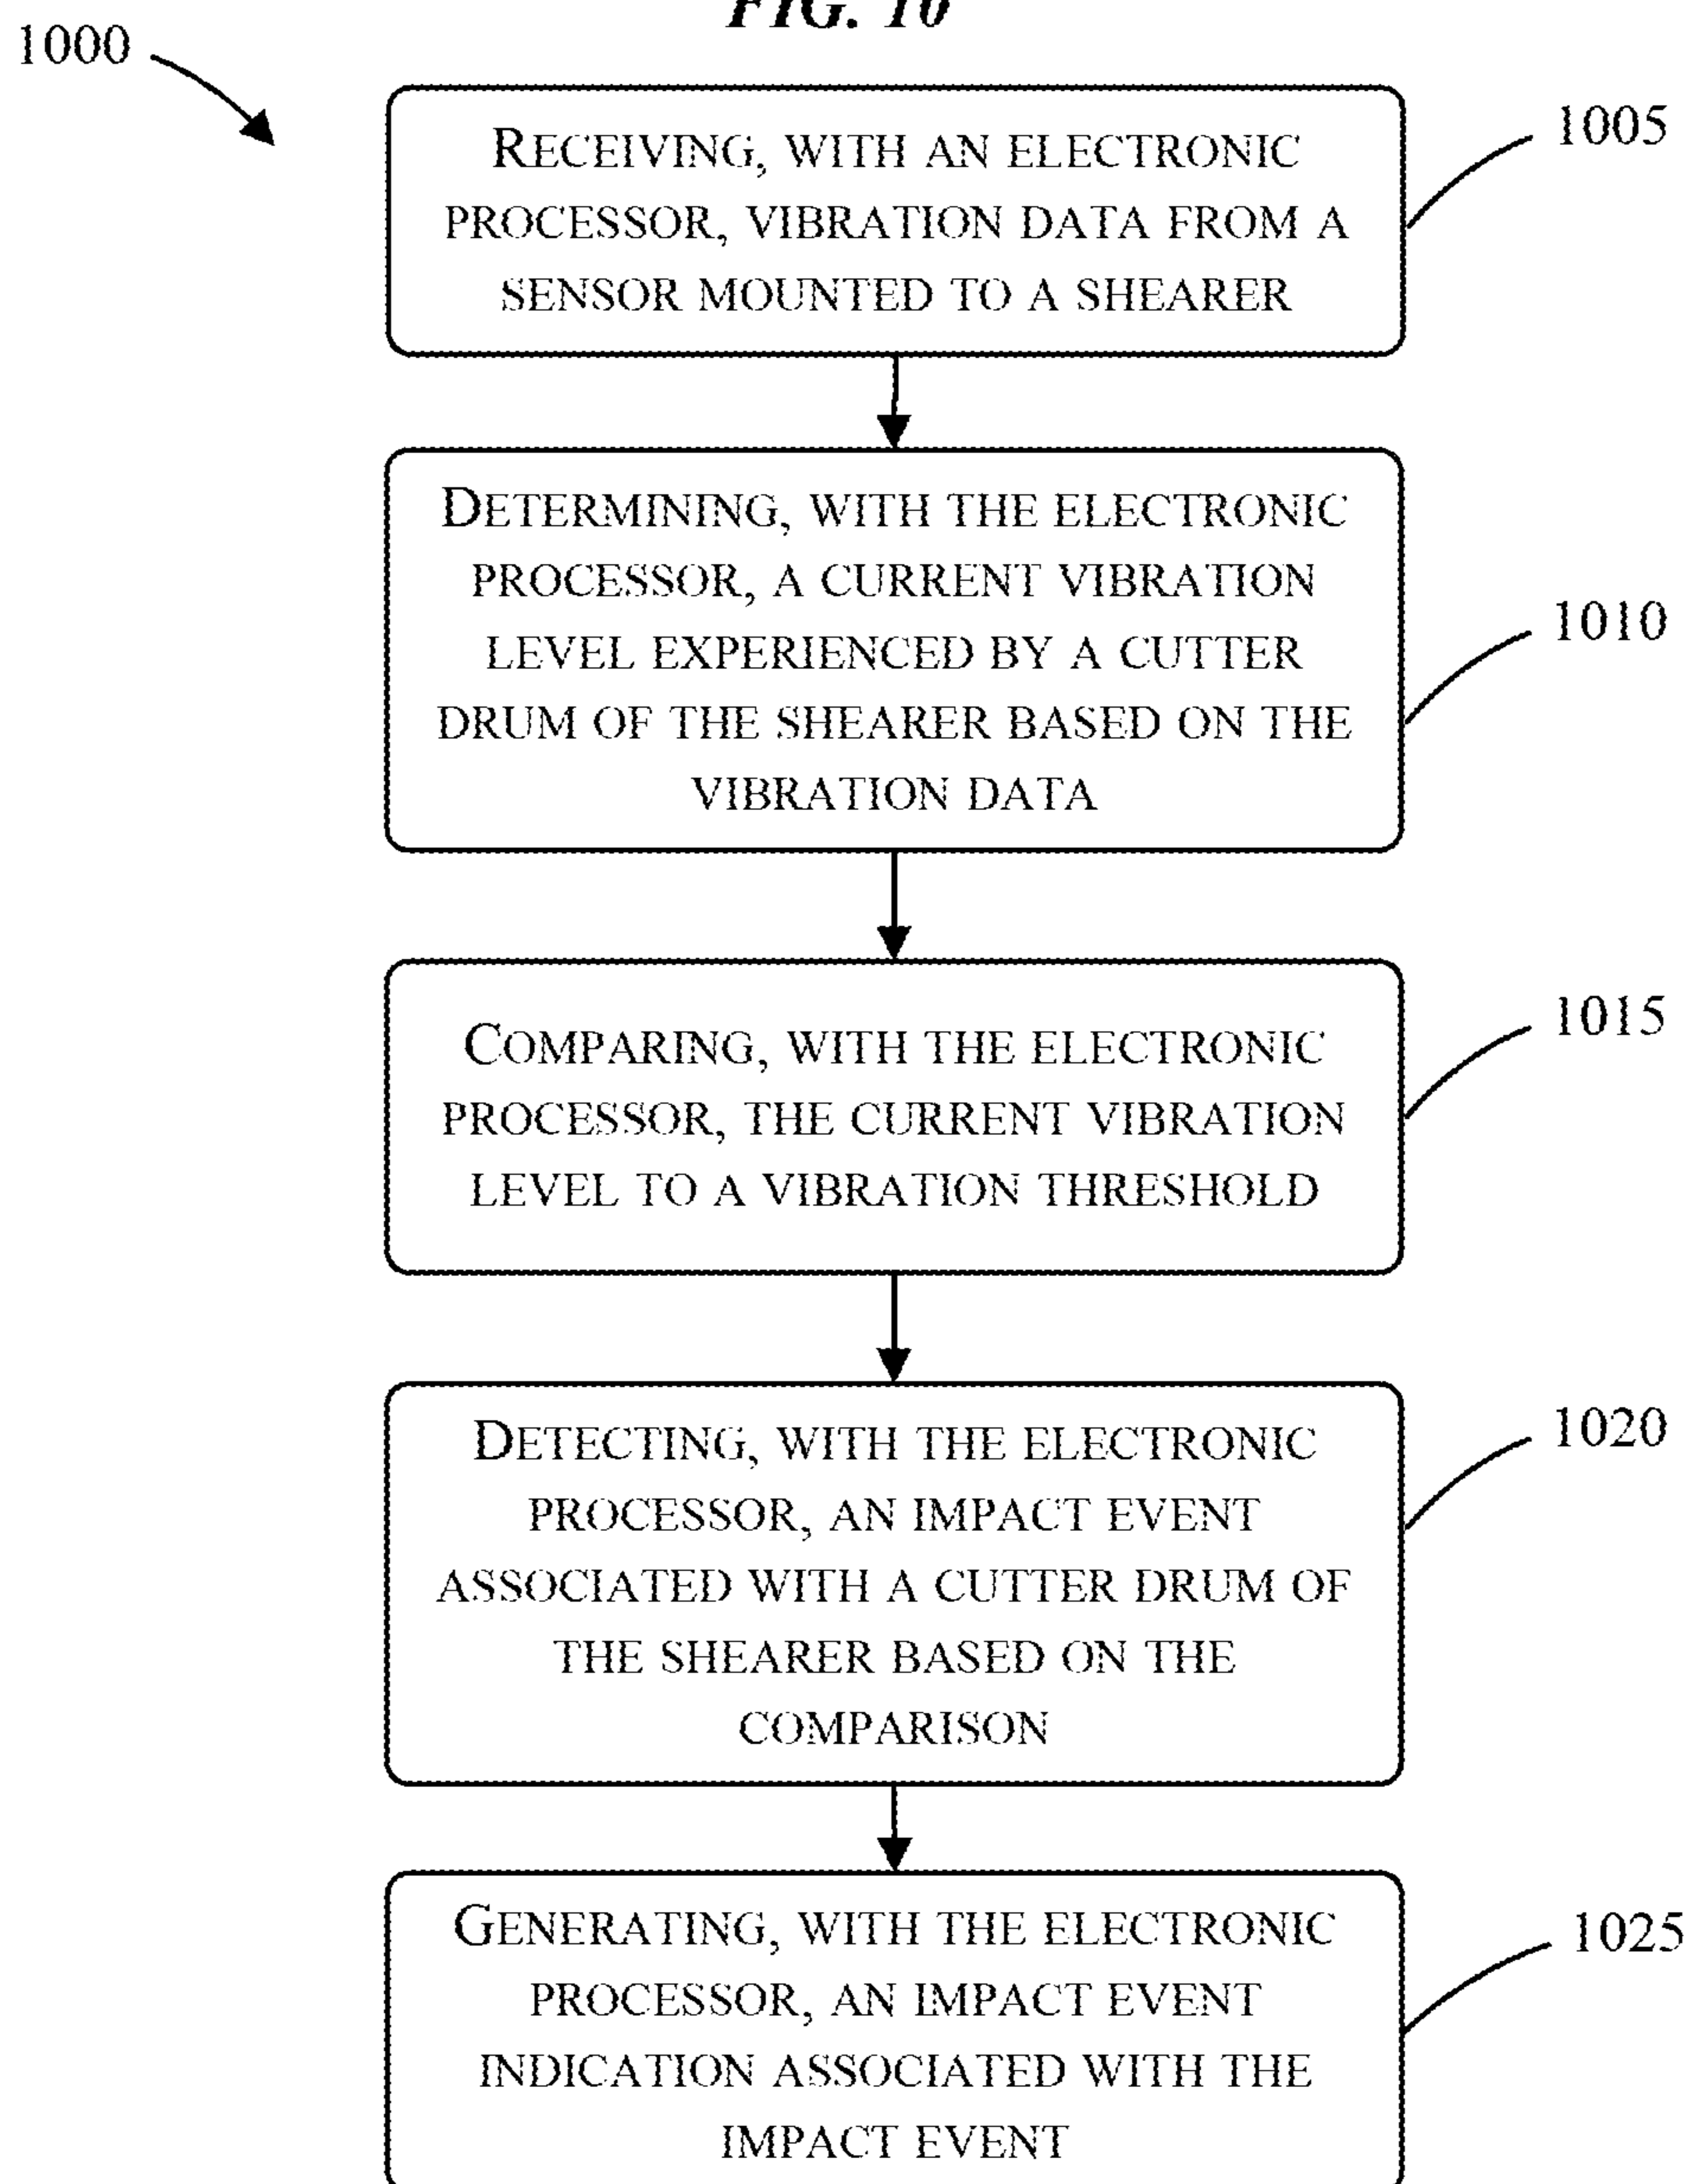 FIG. 10
1000
RECEIVING, WITH AN ELECTRONIC
PROCESSOR, VIBRATION DATA FROM A
SENSOR MOUNTED TO A SHEARER
1005
DETERMINING, WITH THE ELECTRONIC
PROCESSOR, A CURRENT VIBRATION
LEVEL EXPERIENCED BY A CUTTER
DRUM OF THE SHEARER BASED ON THE
VIBRATION DATA
1010
COMPARING, WITH THE ELECTRONIC
PROCESSOR, THE CURRENT VIBRATION
LEVEL TO A VIBRATION THRESHOLD
1015
DETECTING, WITH THE ELECTRONIC
PROCESSOR, AN IMPACT EVENT
ASSOCIATED WITH A CUTTER DRUM OF
THE SHEARER BASED ON THE
COMPARISON
1020
GENERATING, WITH THE ELECTRONIC
PROCESSOR, AN IMPACT EVENT
INDICATION ASSOCIATED WITH THE
IMPACT EVENT
1025